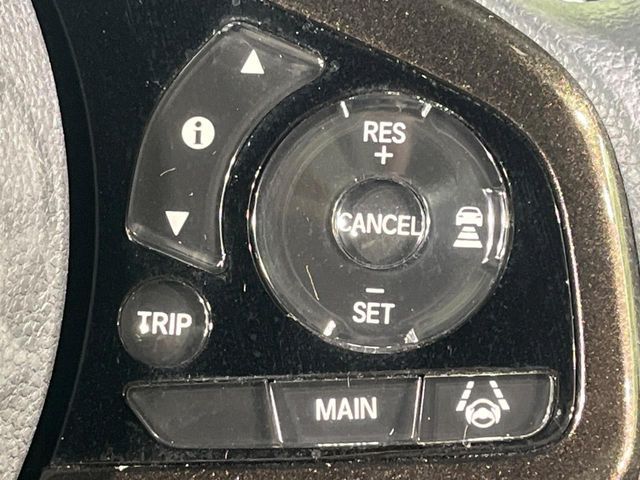 RES
+
i
CANCEL
−
SET
TRIP
MAIN